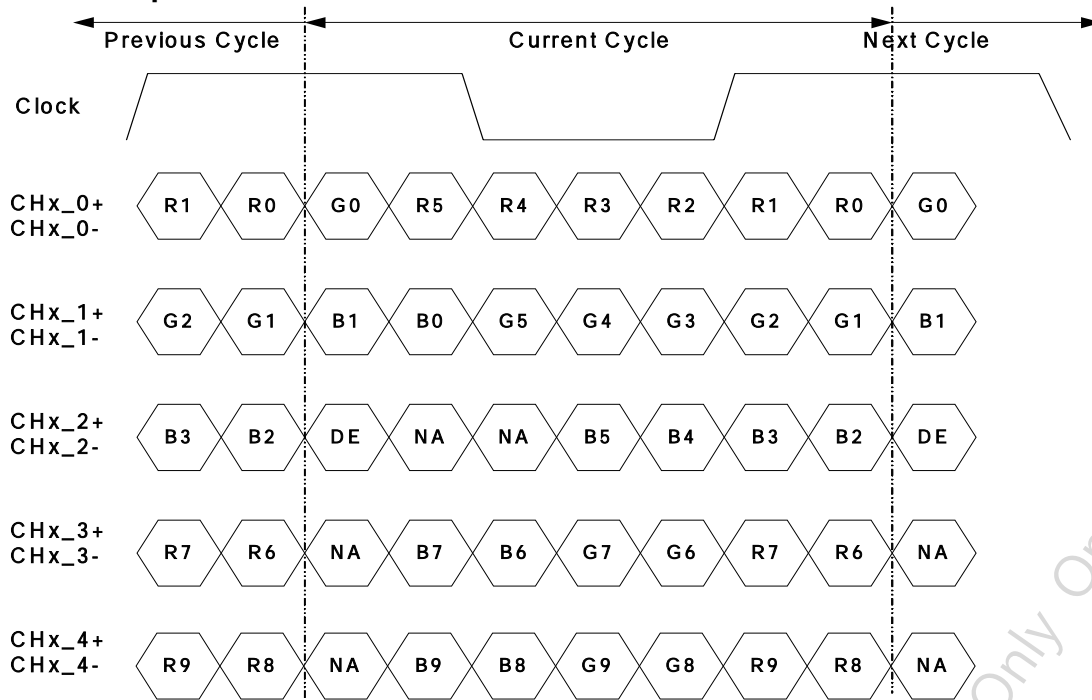 Previous Cycle Current Cycle Next Cycle
Clock
CHx_0+
CHx_0-
R1 R0 G0 R5 R4 R3 R2 R1 R0 G0
CHx_1+
CHx_1-
G2 G1 B1 B0 G5 G4 G3 G2 G1 B1
CHx_2+
CHx_2-
B3 B2 DE NA NA B5 B4 B3 B2 DE
CHx_3+
CHx_3-
R7 R6 NA B7 B6 G7 G6 R7 R6 NA
CHx_4+
CHx_4-
R9 R8 NA B9 B8 G9 G8 R9 R8 NA
Only